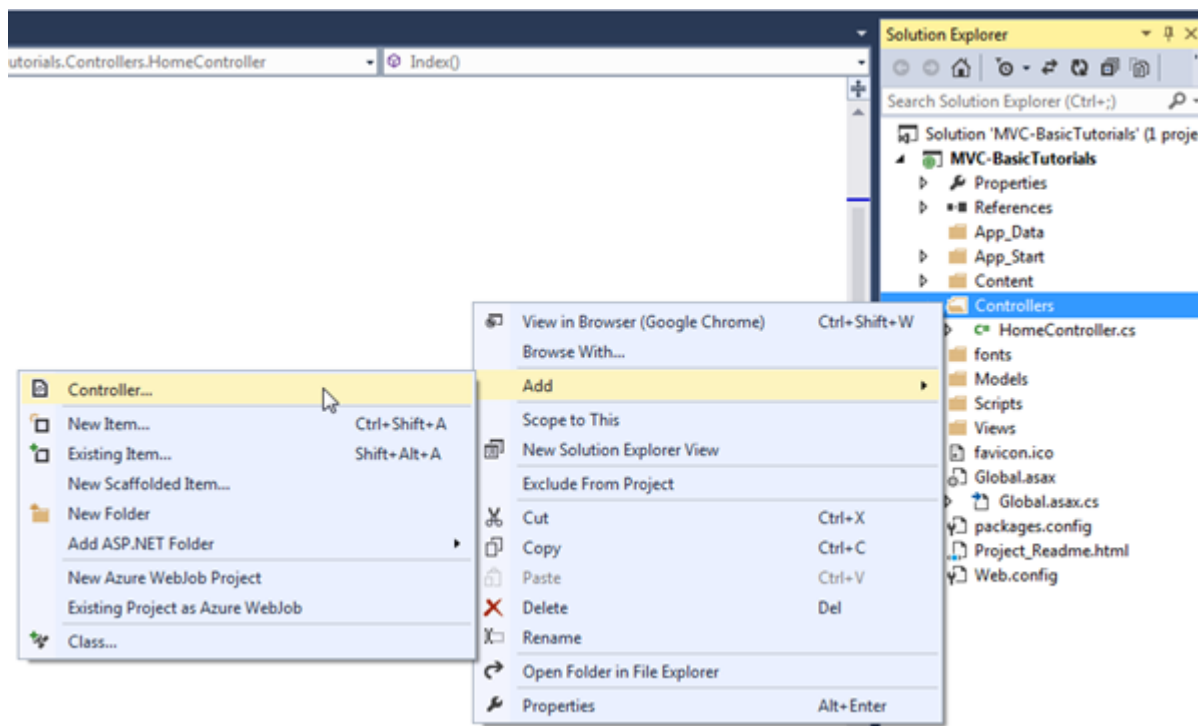 Solution Explorer
utorials.Controllers.HomeController
Index()
Search Solution Explorer (Ctrl+;)
Solution 'MVC-BasicTutorials' (1 proje
MVC-BasicTutorials
Properties
References
App_Data
App_Start
Content
Controllers
HomeController.cs
fonts
Models
Scripts
Views
favicon.ico
Global.asax
Global.asax.cs
packages.config
Project_Readme.html
Web.config
View in Browser (Google Chrome) Ctrl+Shift+W
Browse With...
Add
Scope to This
New Solution Explorer View
Exclude From Project
Cut Ctrl+X
Copy Ctrl+C
Paste Ctrl+V
Delete Del
Rename
Open Folder in File Explorer
Properties Alt+Enter
Controller...
New Item... Ctrl+Shift+A
Existing Item... Shift+Alt+A
New Scaffolded Item...
New Folder
Add ASP.NET Folder
New Azure WebJob Project
Existing Project as Azure WebJob
Class...